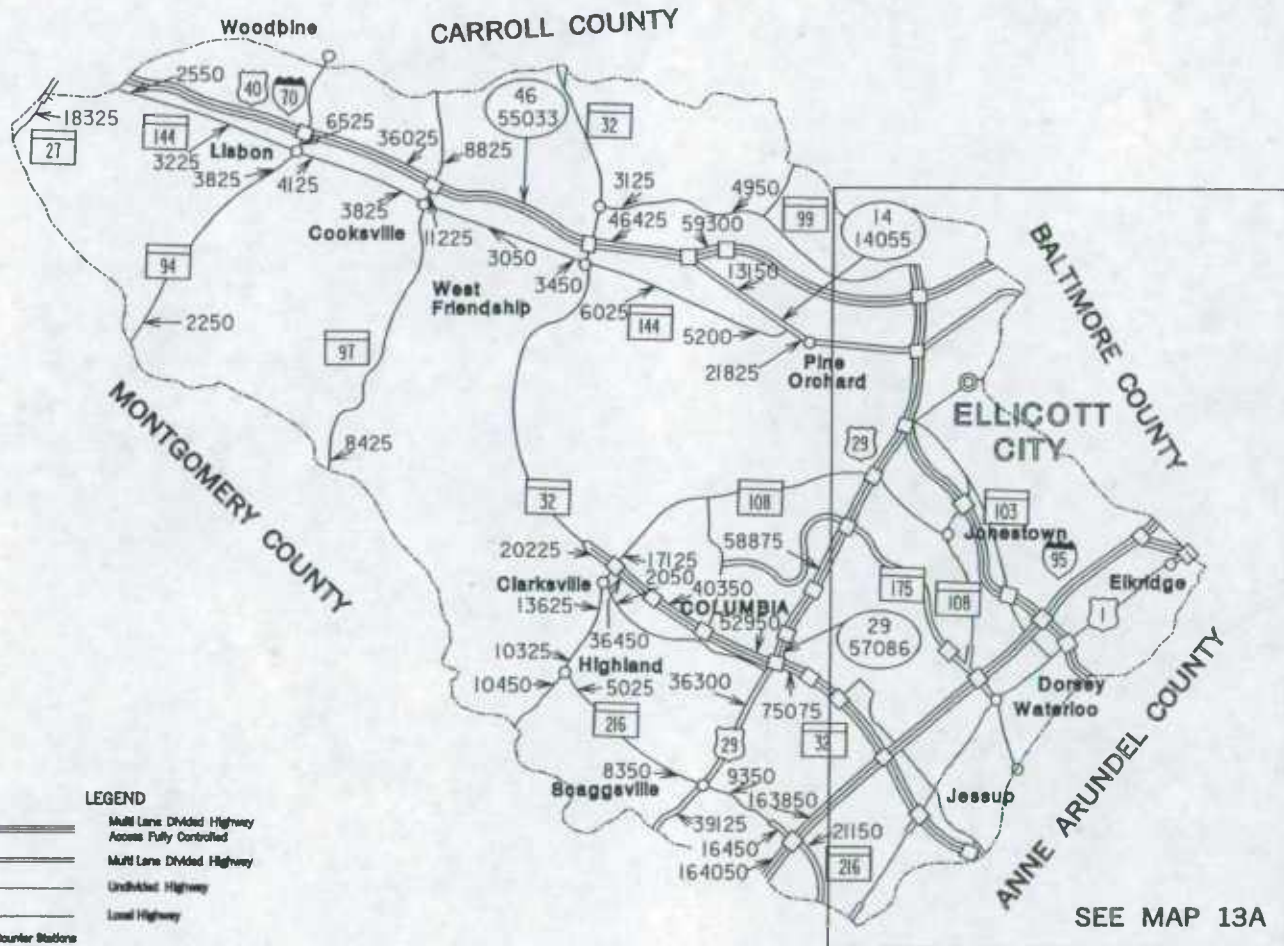 Woodbine
CARROLL COUNTY
2550
40
70
46
55033
32
18325
27
144
3225
Lisbon
6525
36025
8825
3825
4125
3125
4950
99
14
14055
3825
Cooksville
11225
46425
59300
94
3050
3450
West
Friendship
13150
6025
144
5200
21825
Pine
Orchard
2250
97
BALTIMORE COUNTY
ELLICOTT
CITY
MONTGOMERY COUNTY
8425
29
32
108
103
Jonestown
95
20225
17125
58875
Clarksville
2050
40350
COLUMBIA
175
108
Elkridge
1
13625
36450
52950
29
57086
10325
Highland
10450
5025
36300
75075
Dorsey
Waterloo
216
29
32
8350
9350
Scaggsville
163850
Jessup
39125
16450
21150
164050
216
ANNE ARUNDEL COUNTY
LEGEND
Multi Lane Divided Highway
Access Fully Controlled
Multi Lane Divided Highway
Undivided Highway
Local Highway
Counter Stations
SEE MAP 13A